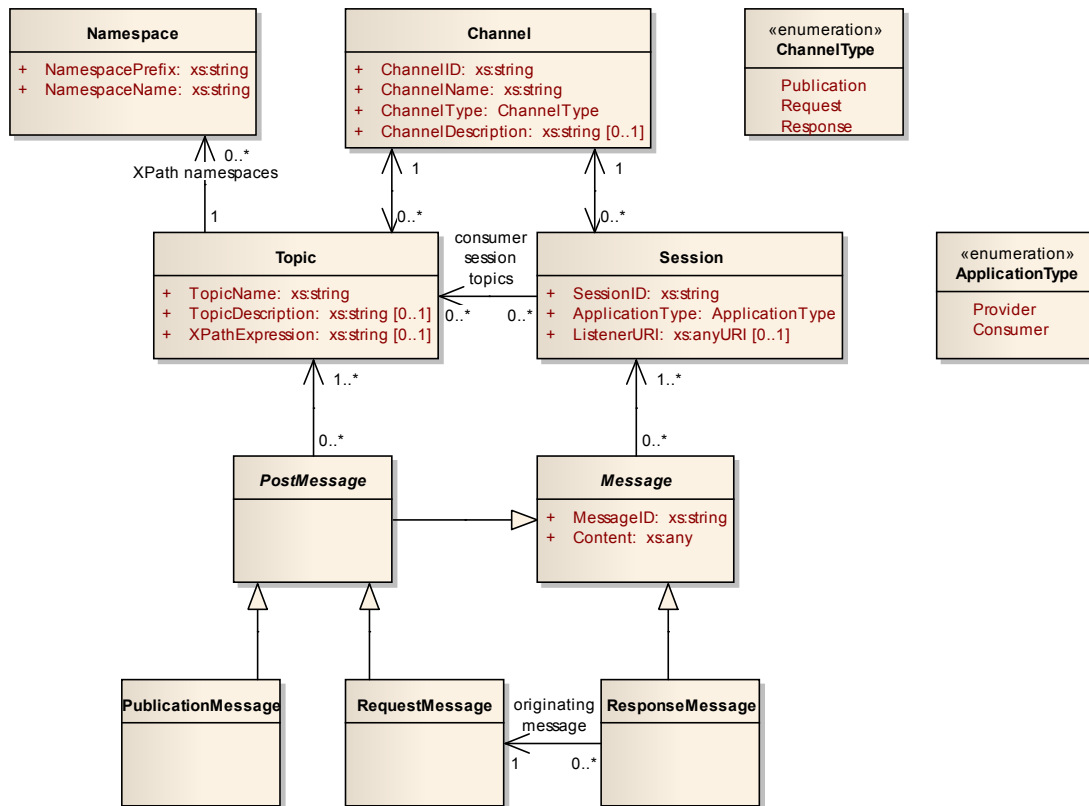 Namespace
+ NamespacePrefix: xs:string
+ NamespaceName: xs:string
Channel
+ ChannelID: xs:string
+ ChannelName: xs:string
+ ChannelType: ChannelType
+ ChannelDescription: xs:string [0..1]
«enumeration»
ChannelType
Publication
Request
Response
0..*
XPath namespaces
1
1
0..*
1
0..*
Topic
+ TopicName: xs:string
+ TopicDescription: xs:string [0..1]
+ XPathExpression: xs:string [0..1]
consumer
session
topics
0..*
0..*
Session
+ SessionID: xs:string
+ ApplicationType: ApplicationType
+ ListenerURI: xs:anyURI [0..1]
«enumeration»
ApplicationType
Provider
Consumer
1..*
0..*
1..*
0..*
PostMessage
Message
+ MessageID: xs:string
+ Content: xs:any
PublicationMessage
RequestMessage
originating
message
1
0..*
ResponseMessage